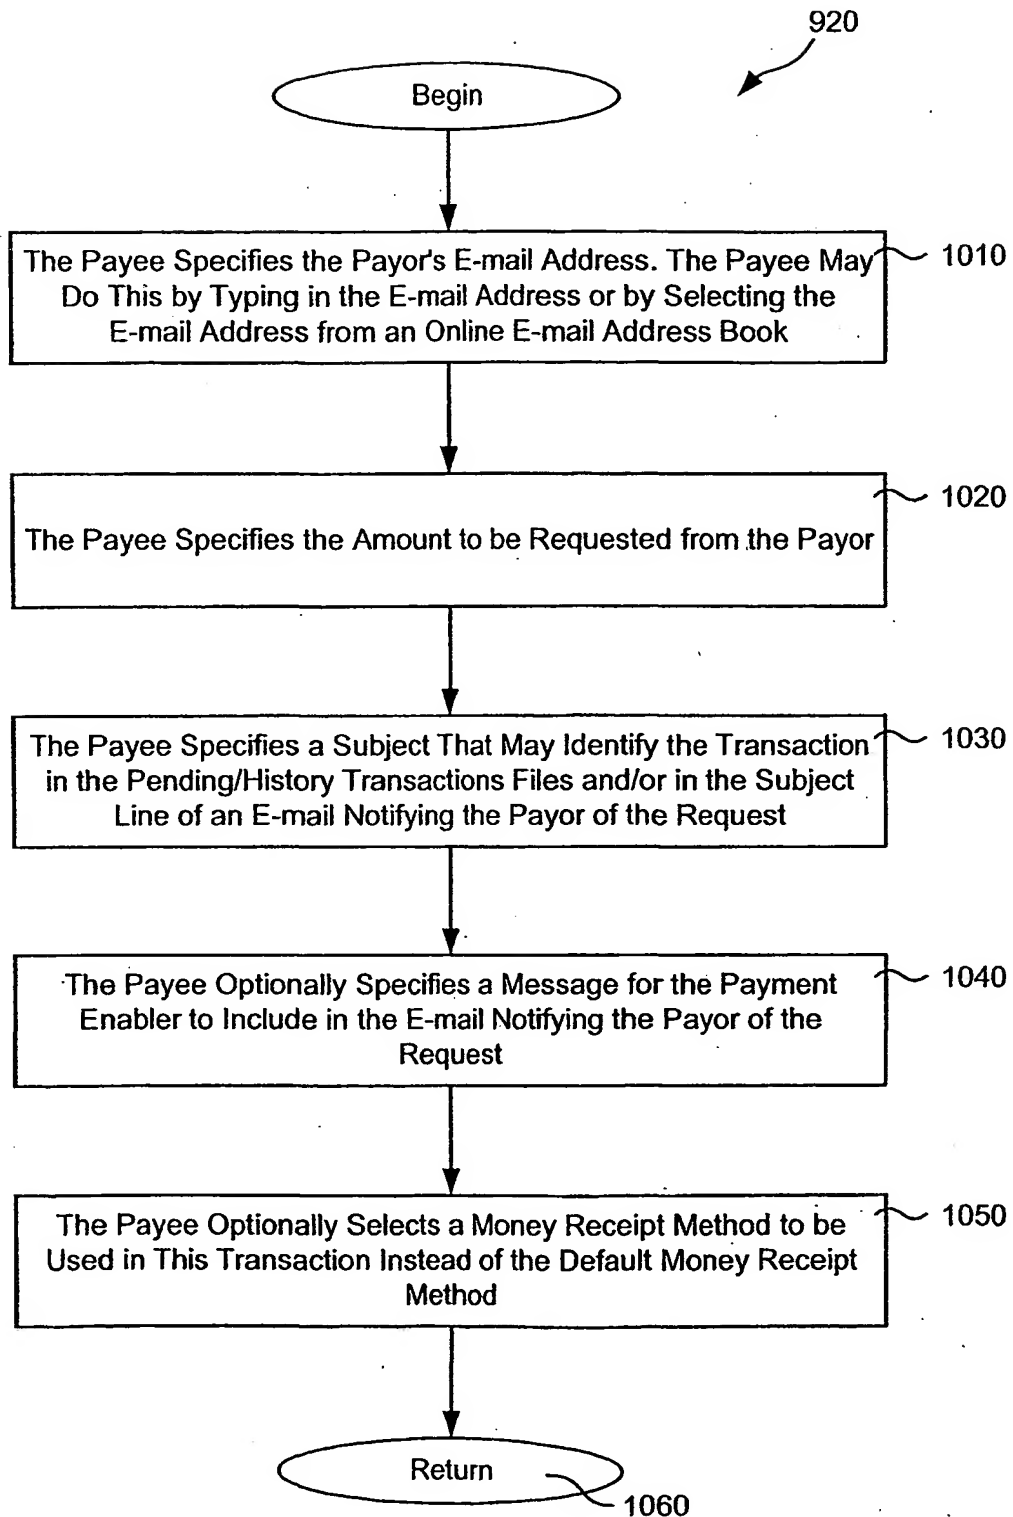 920
Begin
The Payee Specifies the Payor's E-mail Address. The Payee May
Do This by Typing in the E-mail Address or by Selecting the
E-mail Address from an Online E-mail Address Book
1010
The Payee Specifies the Amount to be Requested from the Payor
1020
The Payee Specifies a Subject That May Identify the Transaction
in the Pending/History Transactions Files and/or in the Subject
Line of an E-mail Notifying the Payor of the Request
1030
The Payee Optionally Specifies a Message for the Payment
Enabler to Include in the E-mail Notifying the Payor of the
Request
1040
The Payee Optionally Selects a Money Receipt Method to be
Used in This Transaction Instead of the Default Money Receipt
Method
1050
Return
1060